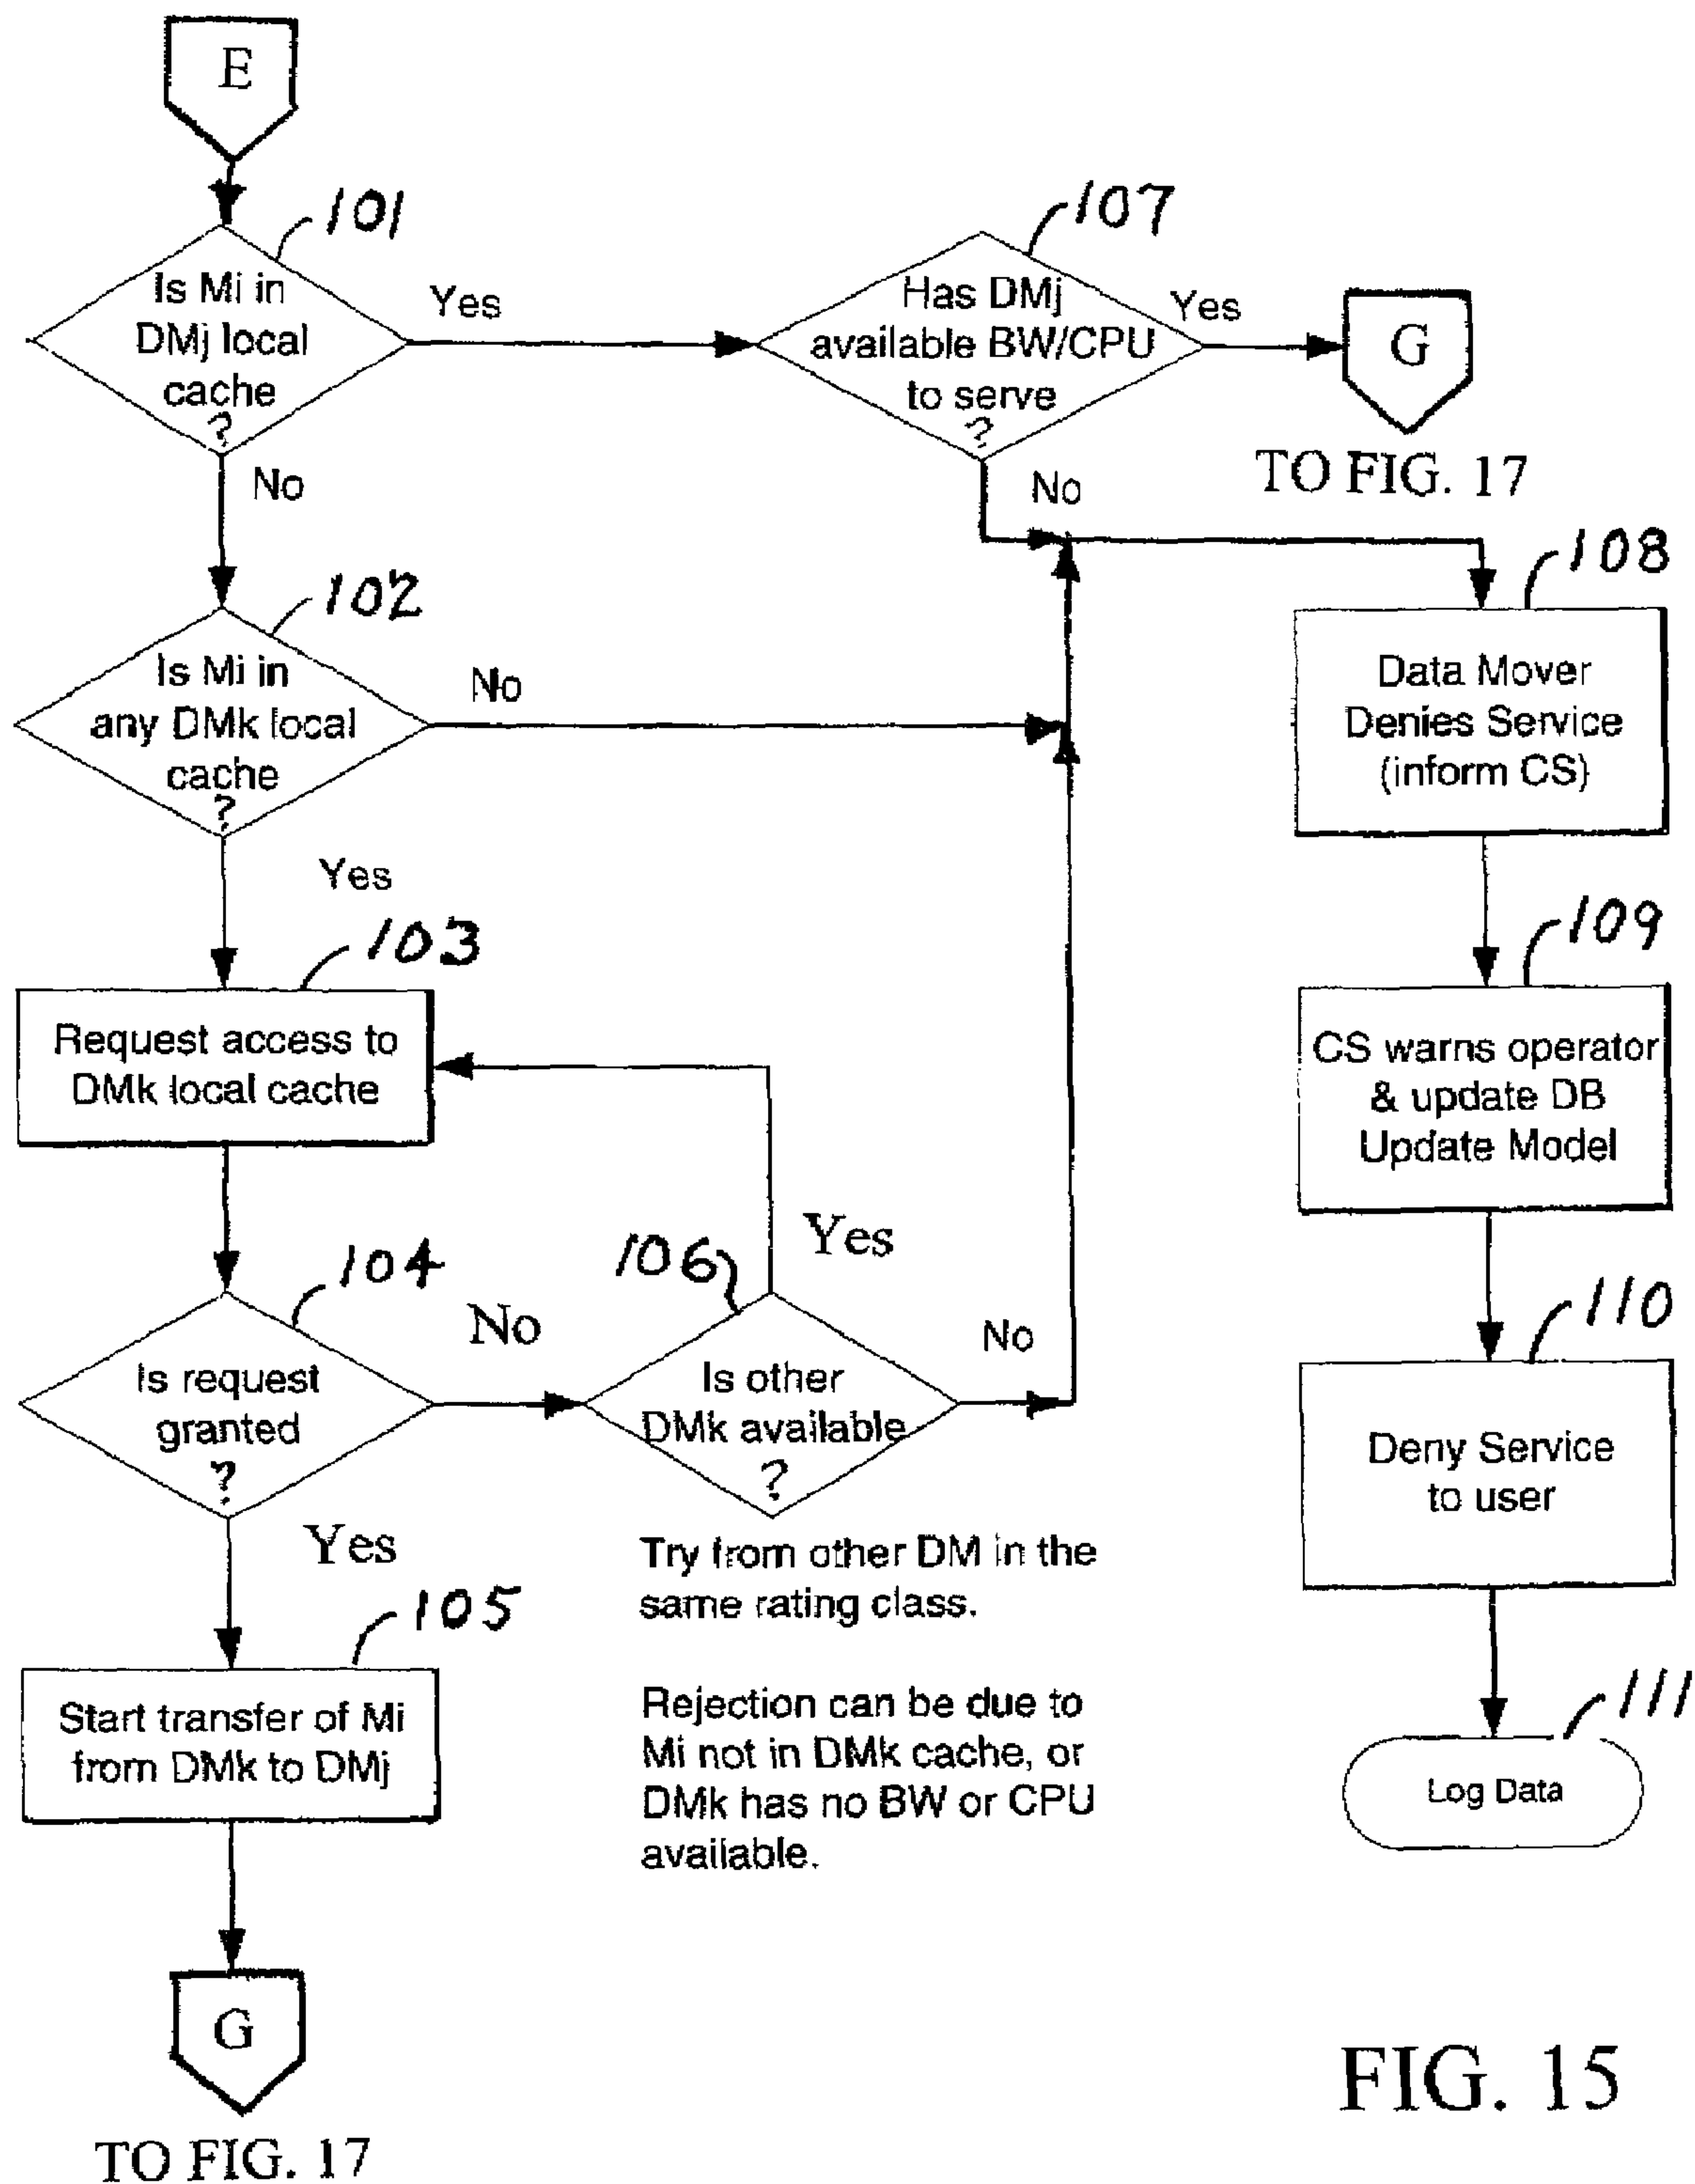 E
101
Is Mi in
DMj local
cache
?
Yes
No
107
Has DMj
available BW/CPU
to serve
?
Yes
No
G
TO FIG. 17
102
Is Mi in
any DMk local
cache
?
No
Yes
108
Data Mover
Denies Service
(inform CS)
103
Request access to
DMk local cache
109
CS warns operator
& update DB
Update Model
104
Is request
granted
?
No
Yes
106
Is other
DMk available
?
Yes
No
Try from other DM in the
same rating class.
Rejection can be due to
Mi not in DMk cache, or
DMk has no BW or CPU
available.
110
Deny Service
to user
105
Start transfer of Mi
from DMk to DMj
111
Log Data
G
TO FIG. 17
FIG. 15